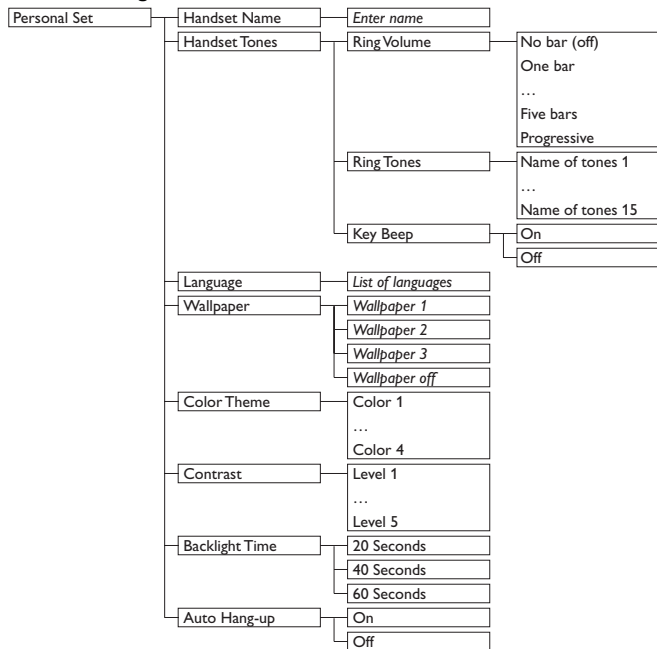 Personal Set
Handset Name
Enter name
Handset Tones
Ring Volume
No bar (off)
One bar
…
Five bars
Progressive
Ring Tones
Name of tones 1
…
Name of tones 15
Key Beep
On
Off
Language
List of languages
Wallpaper
Wallpaper 1
Wallpaper 2
Wallpaper 3
Wallpaper off
Color Theme
Color 1
…
Color 4
Contrast
Level 1
…
Level 5
Backlight Time
20 Seconds
40 Seconds
60 Seconds
Auto Hang-up
On
Off